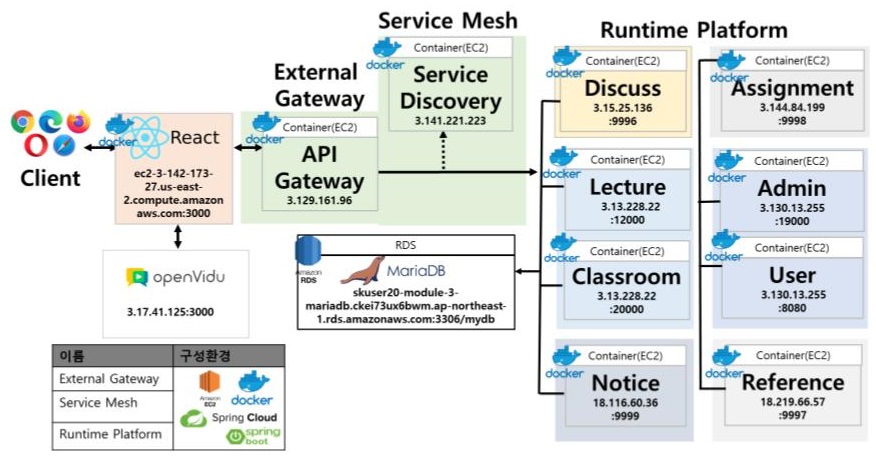 Service Mesh
Container(EC2)
docker
Service
Discovery
3.141.221.223
External
Gateway
Container(EC2)
docker
API
Gateway
3.129.161.96
Client
docker
React
ec2-3-142-173-
27.us-east-
2.compute.amazon
aws.com:3000
openVidu
3.17.41.125:3000
RDS
Amazon
RDS
MariaDB
skuser20-module-3-
mariadb.ckei73ux6bwm.ap-northeast-
1.rds.amazonaws.com:3306/mydb
Runtime Platform
Container(EC2)
docker
Discuss
3.15.25.136
:9996
Container(EC2)
docker
Assignment
3.144.84.199
:9998
Container(EC2)
docker
Lecture
3.13.228.22
:12000
Container(EC2)
docker
Admin
3.130.13.255
:19000
Container(EC2)
docker
Classroom
3.13.228.22
:20000
Container(EC2)
docker
User
3.130.13.255
:8080
Container(EC2)
docker
Notice
18.116.60.36
:9999
Container(EC2)
docker
Reference
18.219.66.57
:9997
이름 구성환경
External Gateway
Service Mesh
Runtime Platform
Amazon
EC2
docker
Spring Cloud
spring
boot